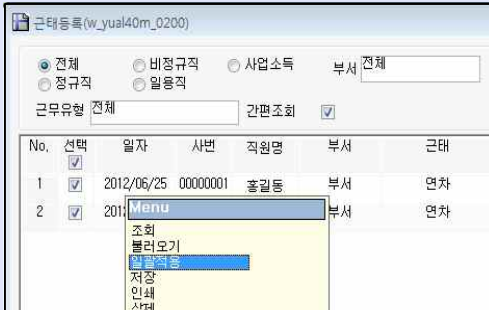 근태등록(w_yual40m_0200)
전체 비정규직 사업소득 부서 전체
정규직 일용직
근무유형 전체 간편조회
No, 선택 일자 사번 직원명 부서 근태
1 2012/06/25 00000001 홍길동 부서 연차
2 201 부서 연차
Menu
조회
불러오기
일괄적용
저장
인쇄
삭제